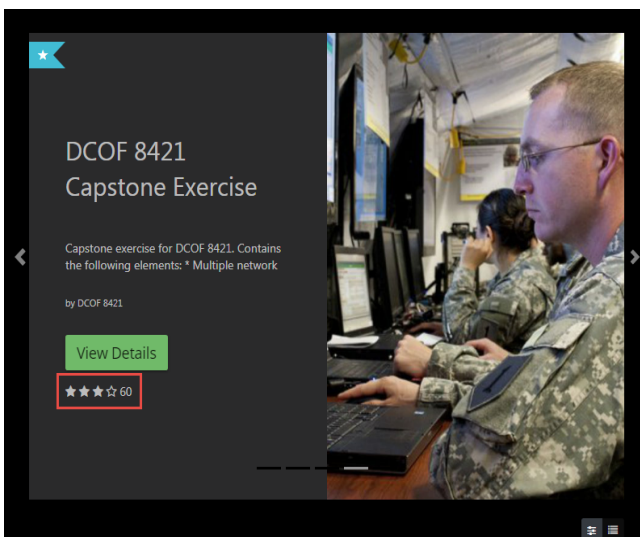 DCOF 8421
Capstone Exercise
Capstone exercise for DCOF 8421. Contains
the following elements: * Multiple network
by DCOF 8421
View Details
60